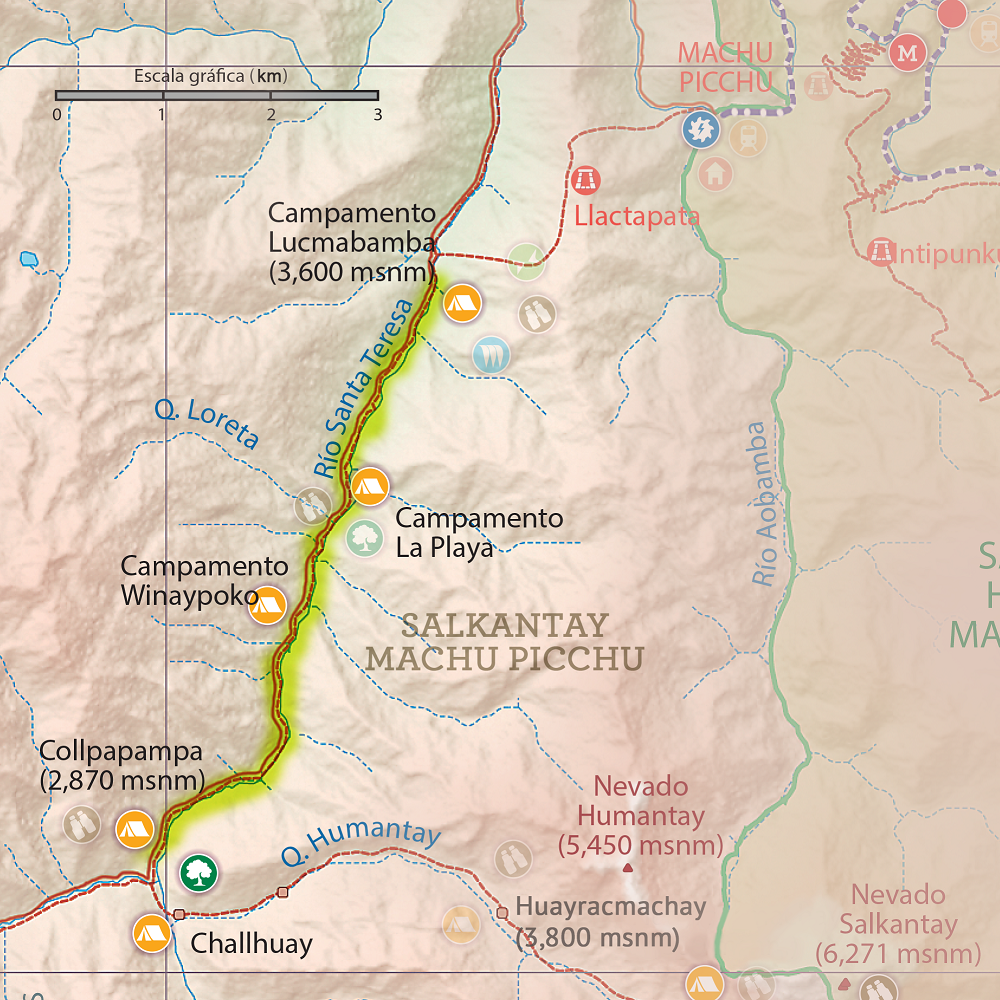 Escala gráfica (km)
0 1 2 3
MACHU
PICCHU
M
Llactapata
Intipunku
Campamento
Lucmabamba
(3,600 msnm)
Río Santa Teresa
Q. Loreta
Campamento
La Playa
Campamento
Winaypoko
Río Aobamba
SALKANTAY
MACHU PICCHU
S
H
MA
Collpapampa
(2,870 msnm)
Q. Humantay
Nevado
Humantay
(5,450 msnm)
Huayracmachay
(3,800 msnm)
Nevado
Salkantay
(6,271 msnm)
Challhuay